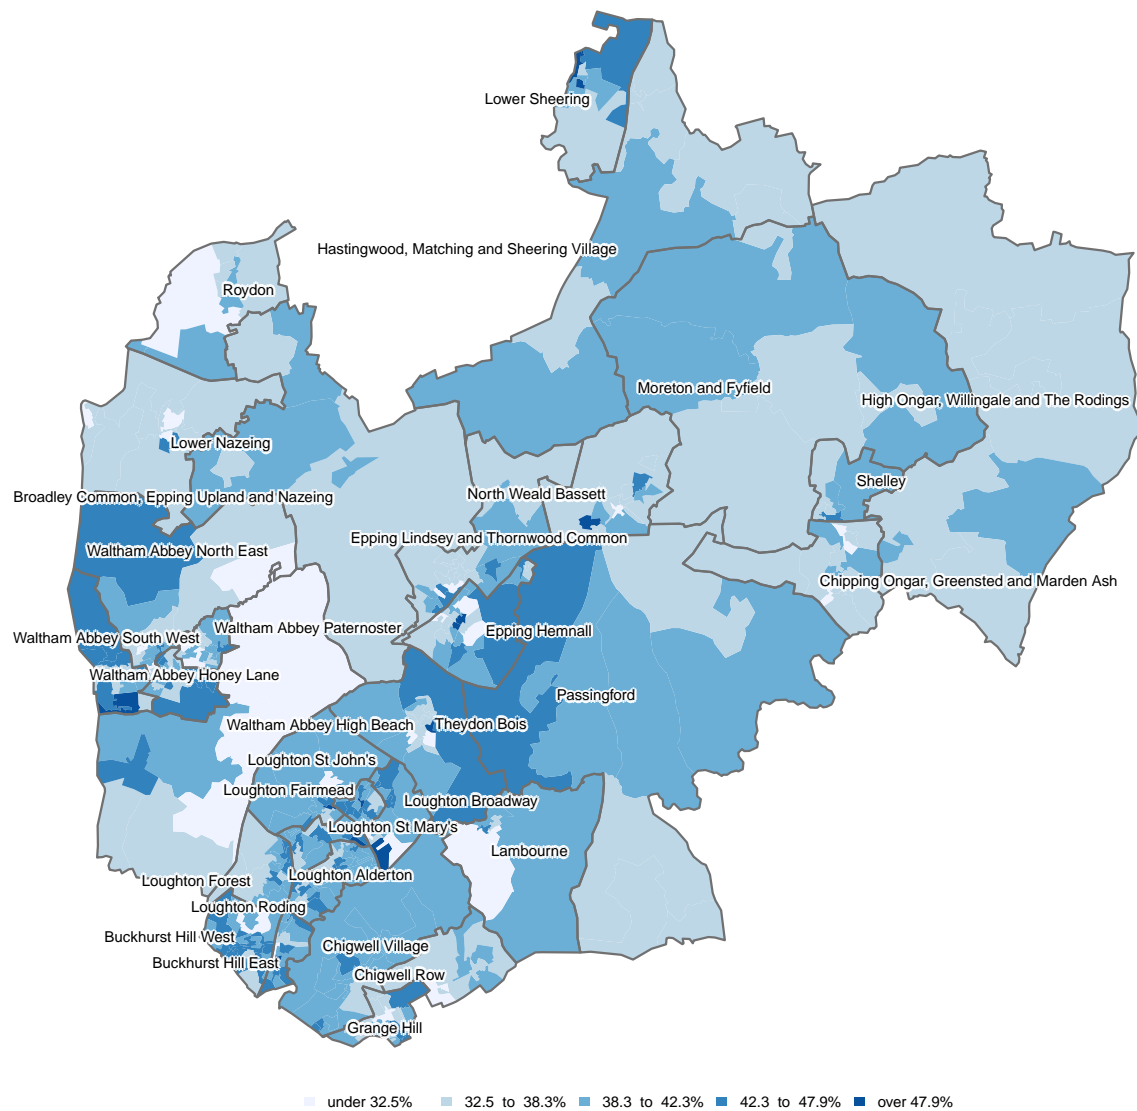 Lower Sheering
Hastingwood, Matching and Sheering Village
Roydon
Moreton and Fyfield
High Ongar, Willingale and The Rodings
Lower Nazeing
Shelley
North Weald Bassett
Broadley Common, Epping Upland and Nazeing
Epping Lindsey and Thornwood Common
Waltham Abbey North East
Chipping Ongar, Greensted and Marden Ash
Waltham Abbey Paternoster
Epping Hemnall
Waltham Abbey South West
Waltham Abbey Honey Lane
Passingford
Waltham Abbey High Beach
Theydon Bois
Loughton St John's
Loughton Fairmead
Loughton Broadway
Loughton St Mary's
Lambourne
Loughton Alderton
Loughton Forest
Loughton Roding
Buckhurst Hill West
Chigwell Village
Buckhurst Hill East
Chigwell Row
Grange Hill
under 32.5% 32.5 to 38.3% 38.3 to 42.3% 42.3 to 47.9% over 47.9%